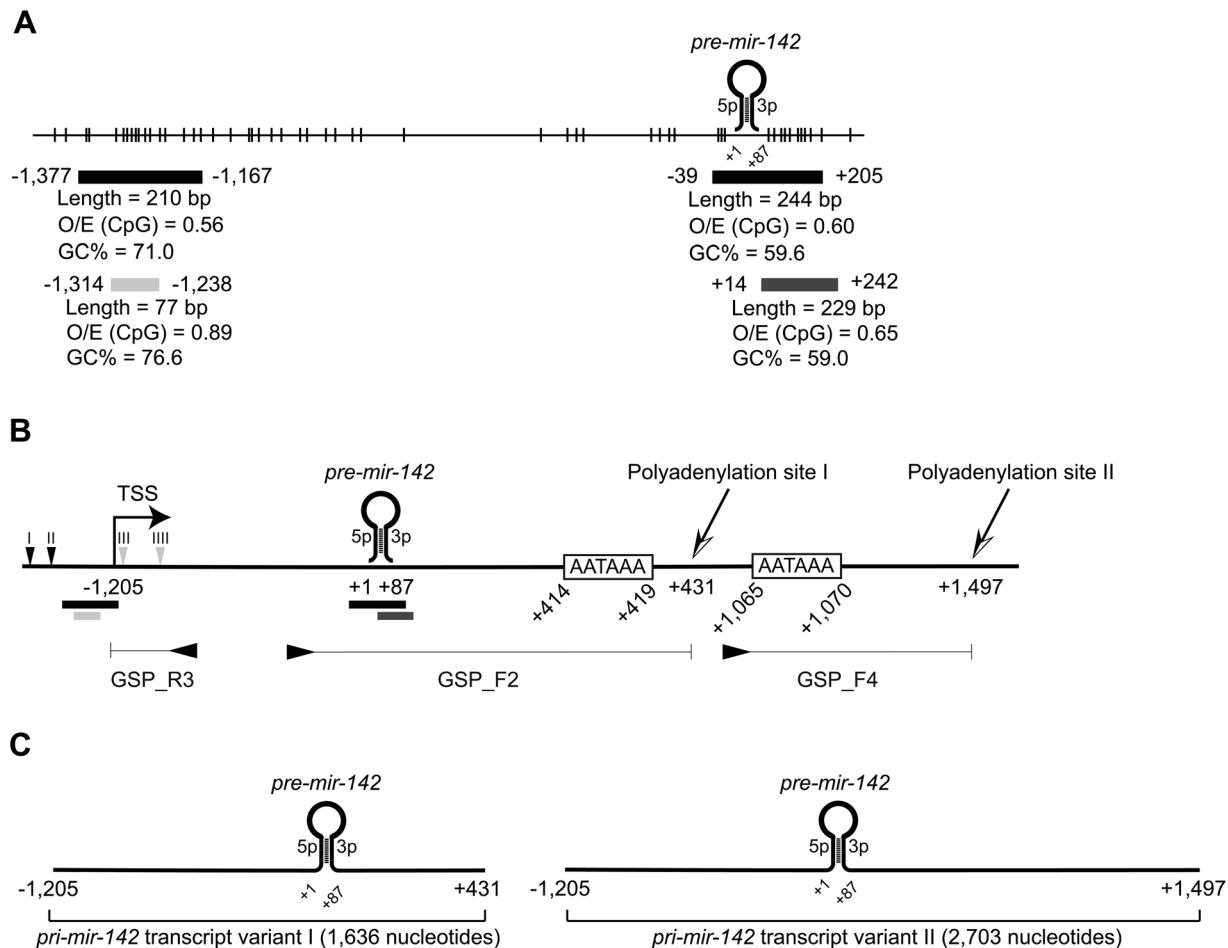 A
pre-mir-142
5p 3p
+1 +87
-1,377 -1,167
Length = 210 bp
O/E (CpG) = 0.56
GC% = 71.0
-1,314 -1,238
Length = 77 bp
O/E (CpG) = 0.89
GC% = 76.6
-39 +205
Length = 244 bp
O/E (CpG) = 0.60
GC% = 59.6
+14 +242
Length = 229 bp
O/E (CpG) = 0.65
GC% = 59.0
B
pre-mir-142
Polyadenylation site I
Polyadenylation site II
TSS
5p 3p
I II III IIII
AATAAA
AATAAA
-1,205
+1 +87
+414 +419
+431
+1,065 +1,070
+1,497
GSP_R3
GSP_F2
GSP_F4
C
pre-mir-142
5p 3p
-1,205 +1 +87 +431
pri-mir-142 transcript variant I (1,636 nucleotides)
pre-mir-142
5p 3p
-1,205 +1 +87 +1,497
pri-mir-142 transcript variant II (2,703 nucleotides)